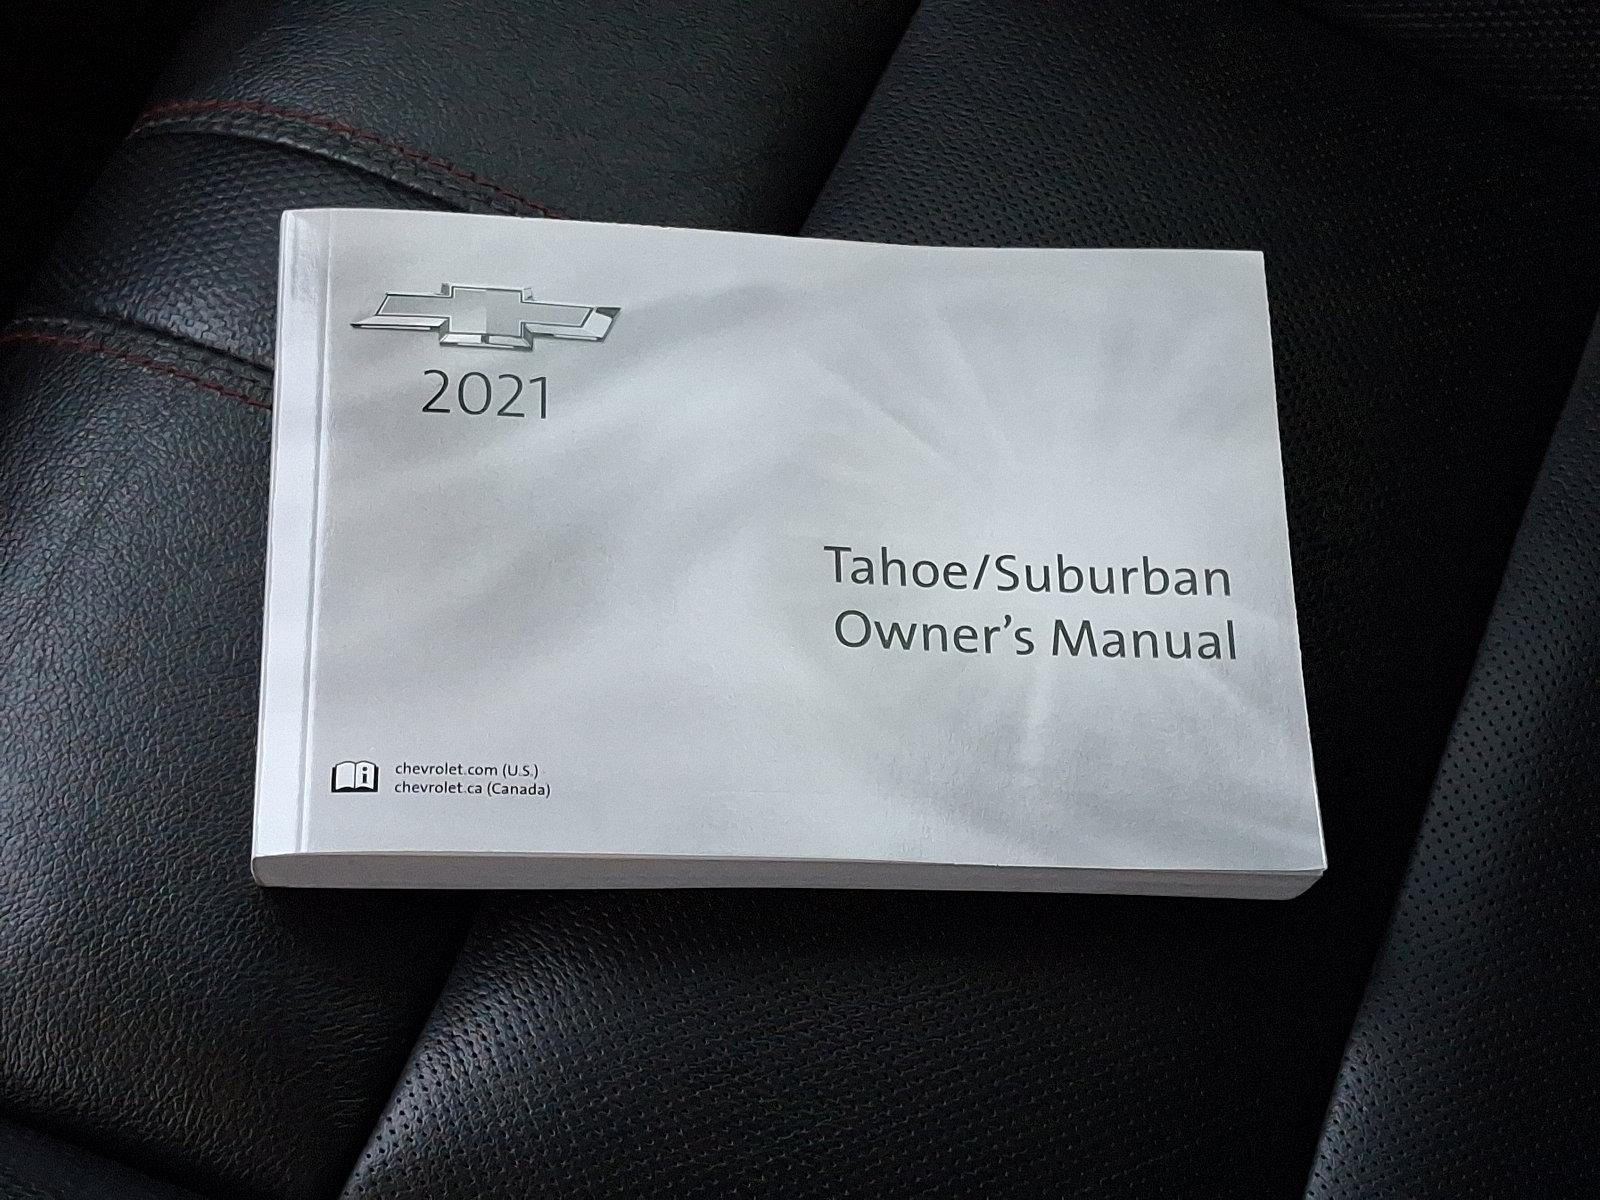 2021
Tahoe/Suburban
Owner’s Manual
chevrolet.com (U.S.)
chevrolet.ca (Canada)